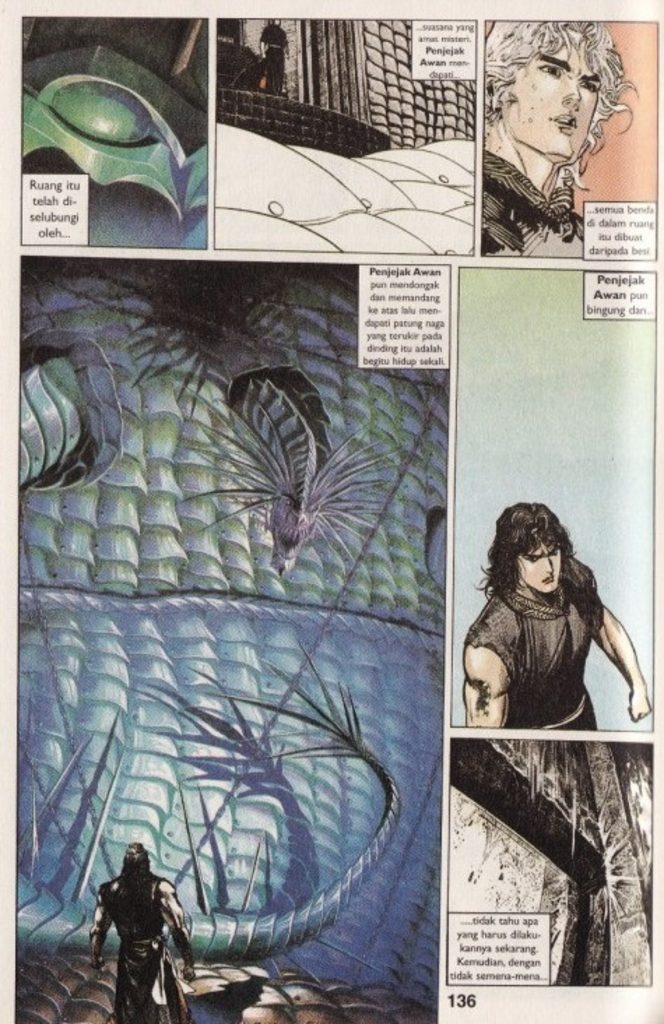 Ruang itu
telah di-
selubungi
oleh...
...suasana yang
amat misteri.
Penjejak
Awan men-
dapati...
...semua benda
di dalam ruang
itu dibuat
daripada besi.
Penjejak Awan
pun mendongak
dan memandang
ke atas lalu men-
dapati patung naga
yang terukir pada
dinding itu adalah
begitu hidup sekali.
Penjejak
Awan pun
bingung dan...
....tidak tahu apa
yang harus dilaku-
kannya sekarang.
Kemudian, dengan
tidak semena-mena...
136